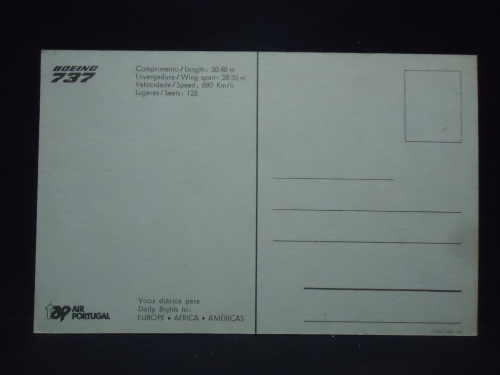 BOEING
737
Comprimento/Length: 30.48 m
Envergadura/Wing span: 28.35 m
Velocidade/Speed: 880 Km/h
Lugares/Seats: 125
TAP AIR
PORTUGAL
Voos diários para
Daily flights to:
EUROPE • AFRICA • AMÉRICAS